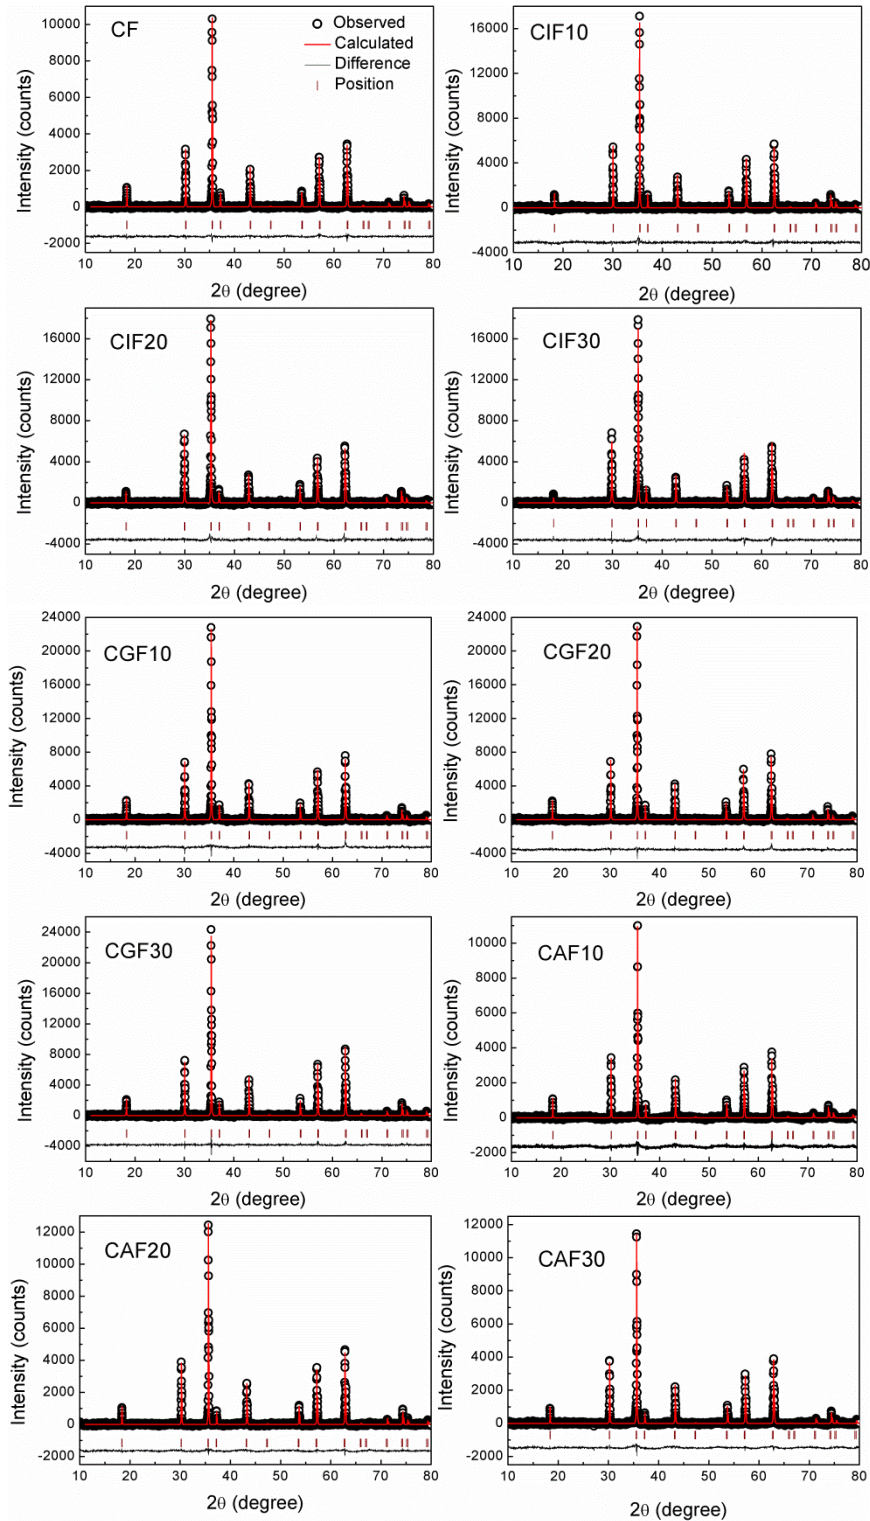 CF
Observed
Calculated
Difference
Position
10000
8000
6000
4000
2000
0
-2000
Intensity (counts)
10 20 30 40 50 60 70 80
2θ (degree)
CIF10
16000
12000
8000
4000
0
-4000
Intensity (counts)
10 20 30 40 50 60 70 80
2θ (degree)
CIF20
16000
12000
8000
4000
0
-4000
Intensity (counts)
10 20 30 40 50 60 70 80
2θ (degree)
CIF30
16000
12000
8000
4000
0
-4000
Intensity (counts)
10 20 30 40 50 60 70 80
2θ (degree)
CGF10
24000
20000
16000
12000
8000
4000
0
-4000
Intensity (counts)
10 20 30 40 50 60 70 80
2θ (degree)
CGF20
24000
20000
16000
12000
8000
4000
0
-4000
Intensity (counts)
10 20 30 40 50 60 70 80
2θ (degree)
CGF30
24000
20000
16000
12000
8000
4000
0
-4000
Intensity (counts)
10 20 30 40 50 60 70 80
2θ (degree)
CAF10
10000
8000
6000
4000
2000
0
-2000
Intensity (counts)
10 20 30 40 50 60 70 80
2θ (degree)
CAF20
12000
10000
8000
6000
4000
2000
0
-2000
Intensity (counts)
10 20 30 40 50 60 70 80
2θ (degree)
CAF30
12000
10000
8000
6000
4000
2000
0
-2000
Intensity (counts)
10 20 30 40 50 60 70 80
2θ (degree)